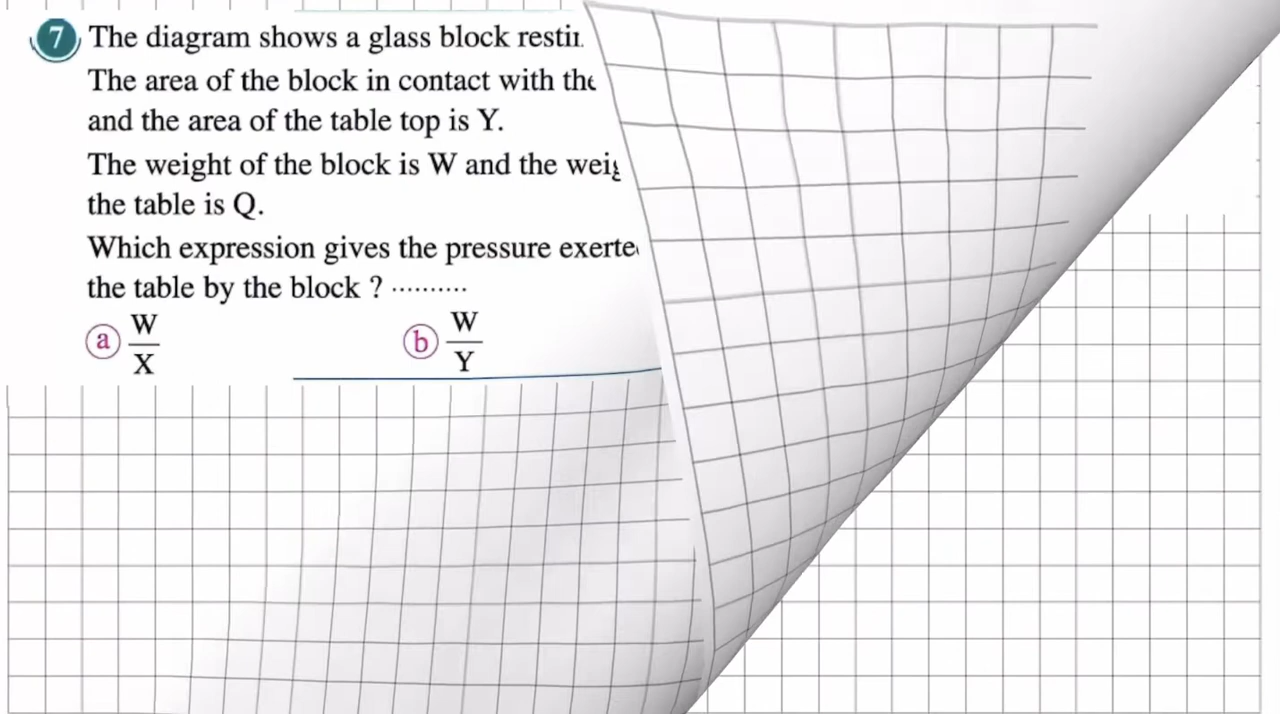 7 The diagram shows a glass block
The area of the block in contact with
and the area of the table top is Y.
The weight of the block is W and the
the table is Q.
Which expression gives the pressure
the table by the block ? ..........
a W/X b W/Y